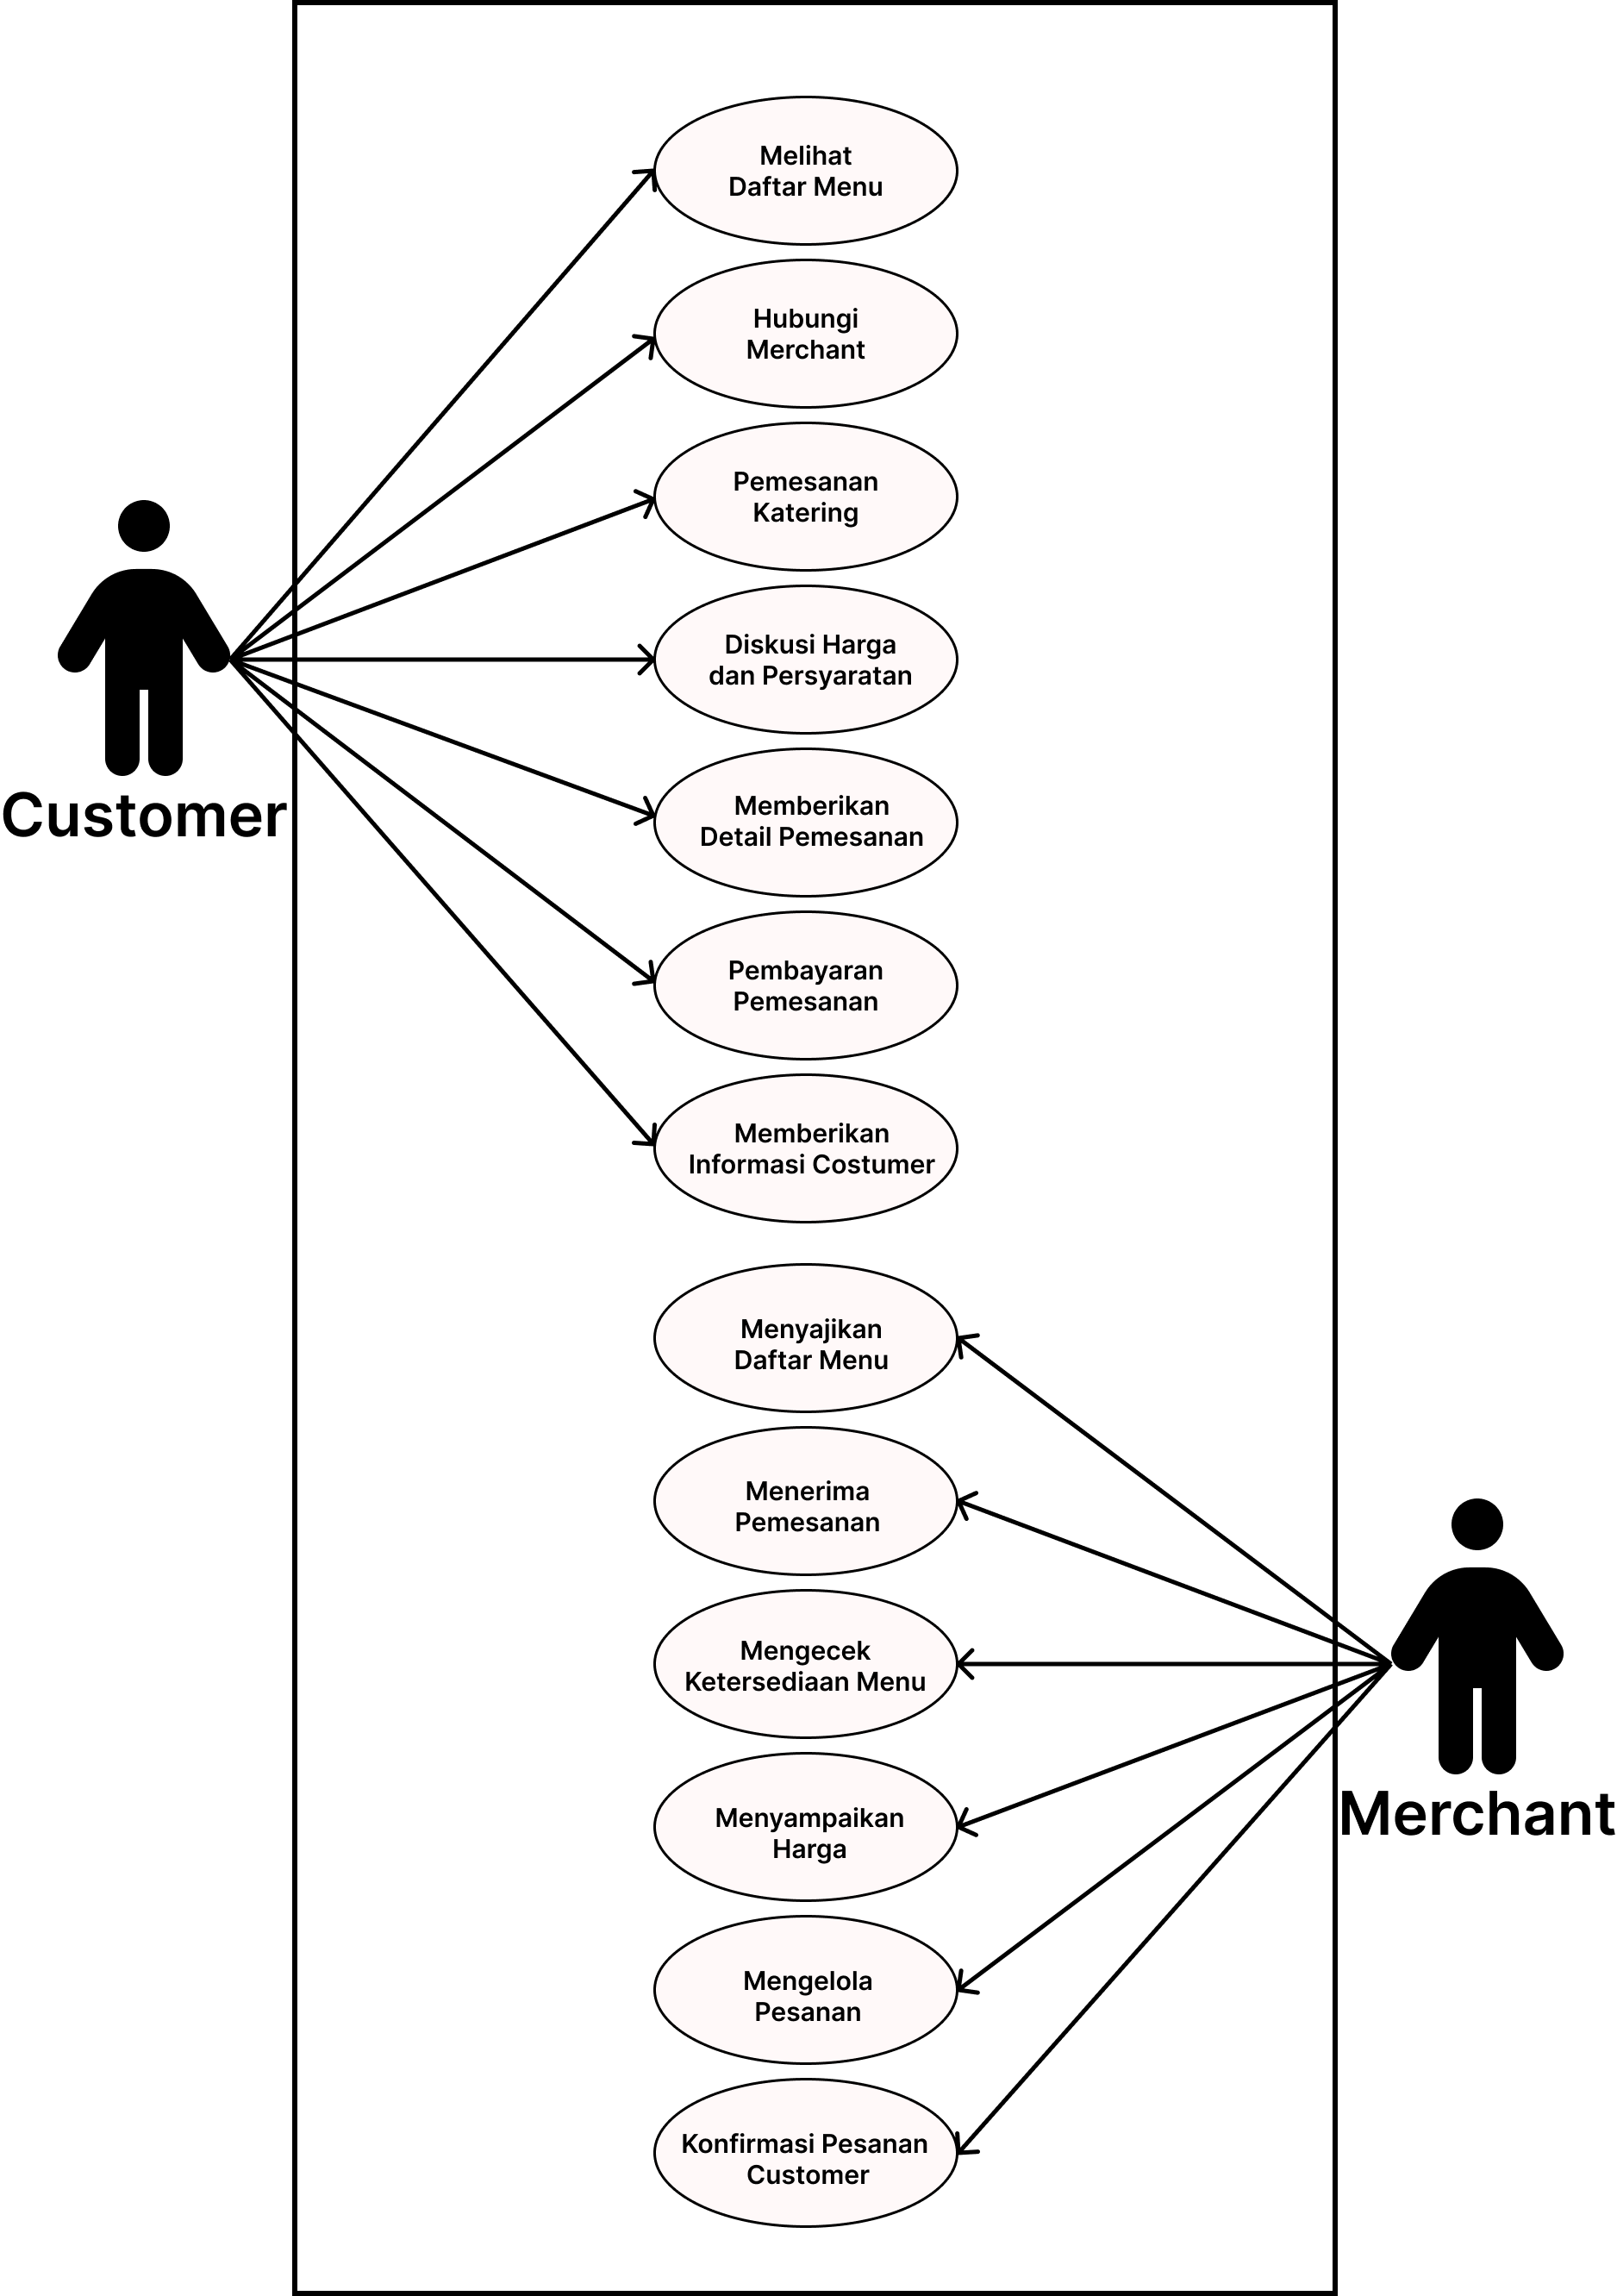 Melihat
Daftar Menu
Hubungi
Merchant
Pemesanan
Katering
Diskusi Harga
dan Persyaratan
Memberikan
Detail Pemesanan
Customer
Pembayaran
Pemesanan
Memberikan
Informasi Costumer
Menyajikan
Daftar Menu
Menerima
Pemesanan
Mengecek
Ketersediaan Menu
Menyampaikan
Harga
Merchant
Mengelola
Pesanan
Konfirmasi Pesanan
Customer